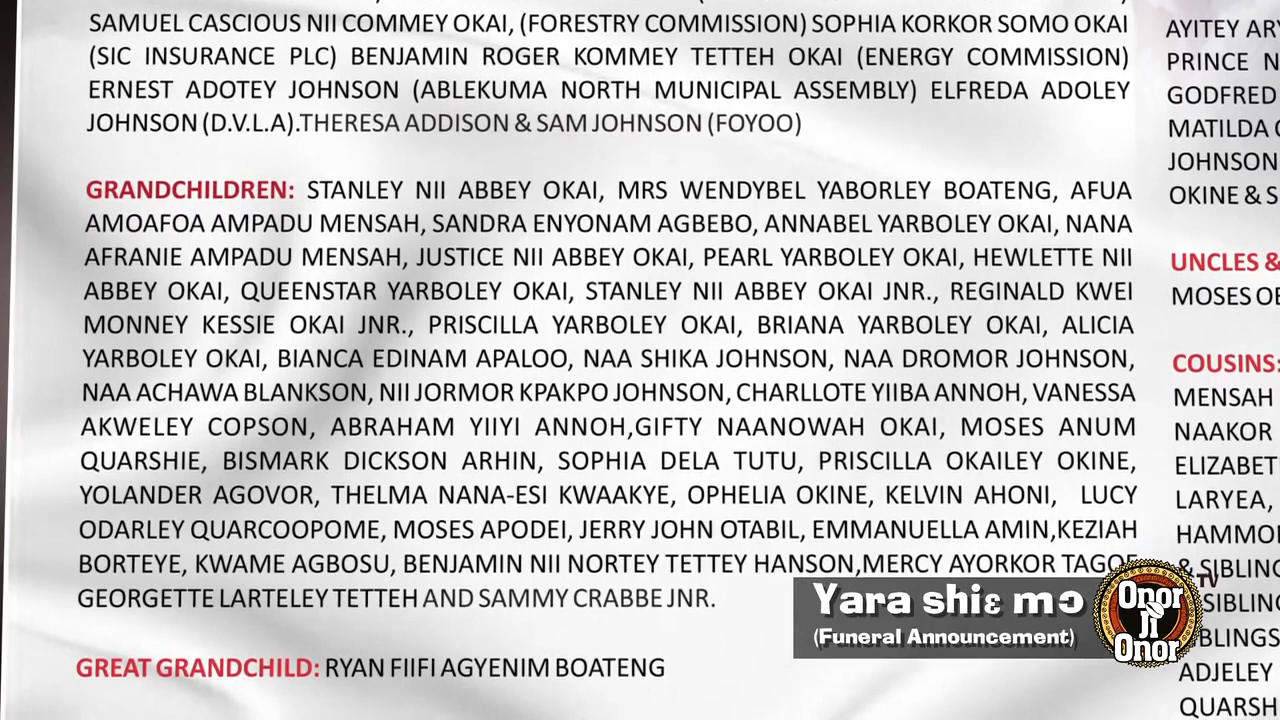 SAMUEL CASCIOUS NII COMMEY OKAI, (FORESTRY COMMISSION) SOPHIA KORKOR SOMO OKAI
(SIC INSURANCE PLC) BENJAMIN ROGER KOMMEY TETTEH OKAI (ENERGY COMMISSION)
ERNEST ADOTEY JOHNSON (ABLEKUMA NORTH MUNICIPAL ASSEMBLY) ELFREDA ADOLEY
JOHNSON (D.V.L.A).THERESA ADDISON & SAM JOHNSON (FOYOO)
GRANDCHILDREN: STANLEY NII ABBEY OKAI, MRS WENDYBEL YABORLEY BOATENG, AFUA
AMOAFOA AMPADU MENSAH, SANDRA ENYONAM AGBEBO, ANNABEL YARBOLEY OKAI, NANA
AFRANIE AMPADU MENSAH, JUSTICE NII ABBEY OKAI, PEARL YARBOLEY OKAI, HEWLETTE NII
ABBEY OKAI, QUEENSTAR YARBOLEY OKAI, STANLEY NII ABBEY OKAI JNR., REGINALD KWEI
MONNEY KESSIE OKAI JNR., PRISCILLA YARBOLEY OKAI, BRIANA YARBOLEY OKAI, ALICIA
YARBOLEY OKAI, BIANCA EDINAM APALOO, NAA SHIKA JOHNSON, NAA DROMOR JOHNSON,
NAA ACHAWA BLANKSON, NII JORMOR KPAKPO JOHNSON, CHARLLOTE YIIBA ANNOH, VANESSA
AKWELEY COPSON, ABRAHAM YIIYI ANNOH,GIFTY NAANOWAH OKAI, MOSES ANUM
QUARSHIE, BISMARK DICKSON ARHIN, SOPHIA DELA TUTU, PRISCILLA OKAILEY OKINE,
YOLANDER AGOVOR, THELMA NANA-ESI KWAAKYE, OPHELIA OKINE, KELVIN AHONI, LUCY
ODARLEY QUARCOOPOME, MOSES APODEI, JERRY JOHN OTABIL, EMMANUELLA AMIN,KEZIAH
BORTEYE, KWAME AGBOSU, BENJAMIN NII NORTEY TETTEY HANSON,MERCY AYORKOR
GEORGETTE LARTELEY TETTEH AND SAMMY CRABBE JNR.
GREAT GRANDCHILD: RYAN FIIFI AGYENIM BOATENG
AYITEY
PRINCE
GODFRED
MATILDA
JOHNSON
OKINE &
UNCLES &
MOSES
COUSINS:
MENSAH
NAAKOR
LARYEA,
&
ADJELEY
Yara shiɛ mɔ
(Funeral Announcement)
Onor
Ji
Onor
TV